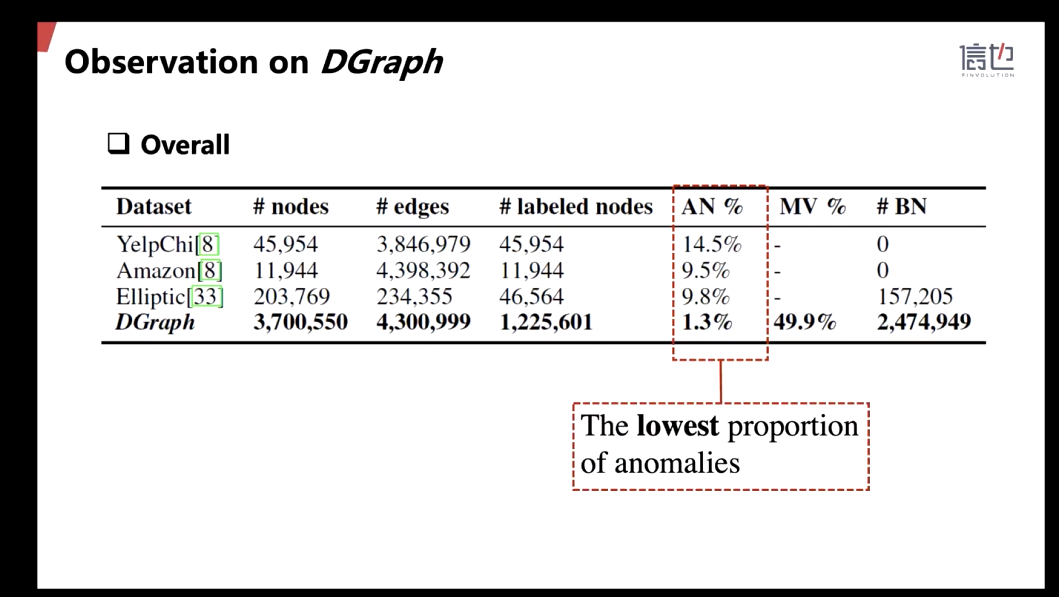 Observation on DGraph
信也
FINVOLUTION
Overall
Dataset # nodes # edges # labeled nodes AN % MV % # BN
YelpChi[8] 45,954 3,846,979 45,954 14.5% - 0
Amazon[8] 11,944 4,398,392 11,944 9.5% - 0
Elliptic[33] 203,769 234,355 46,564 9.8% - 157,205
DGraph 3,700,550 4,300,999 1,225,601 1.3% 49.9% 2,474,949
The lowest proportion
of anomalies